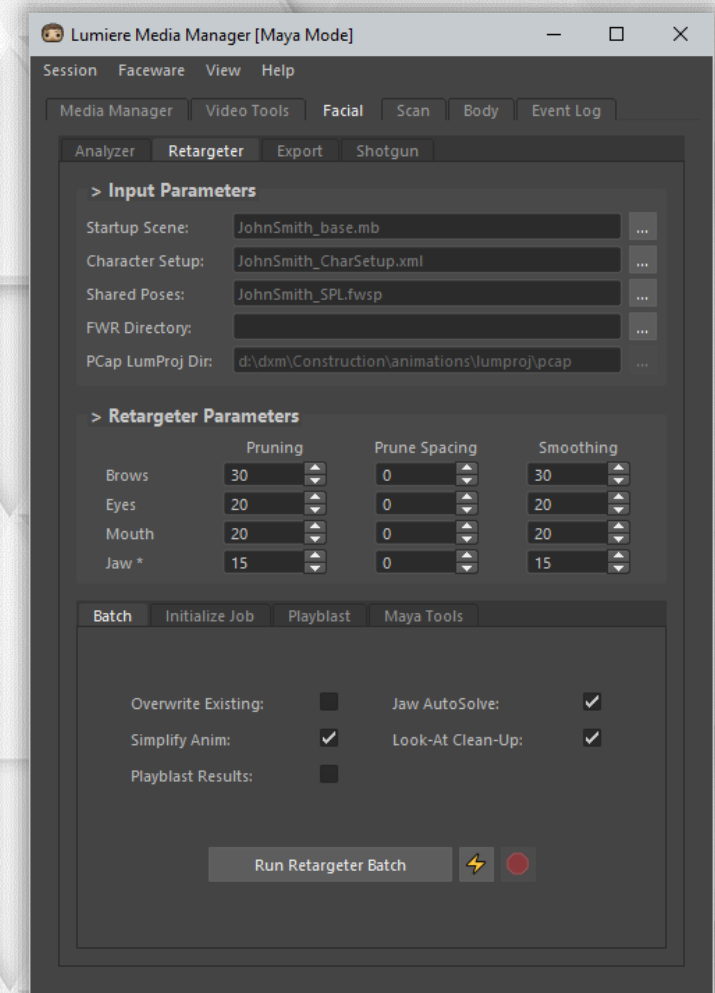 Lumiere Media Manager [Maya Mode]
Session Faceware View Help
Media Manager Video Tools Facial Scan Body Event Log
Analyzer Retargeter Export Shotgun
> Input Parameters
Startup Scene: JohnSmith_base.mb ...
Character Setup: JohnSmith_CharSetup.xml ...
Shared Poses: JohnSmith_SPL.fwsp ...
FWR Directory: ...
PCap LumProj Dir: d:\dxm\Construction\animations\lumproj\pcap ...
> Retargeter Parameters
Pruning Prune Spacing Smoothing
Brows 30 0 30
Eyes 20 0 20
Mouth 20 0 20
Jaw * 15 0 15
Batch Initialize Job Playblast Maya Tools
Overwrite Existing: Jaw AutoSolve:
Simplify Anim: Look-At Clean-Up:
Playblast Results:
Run Retargeter Batch